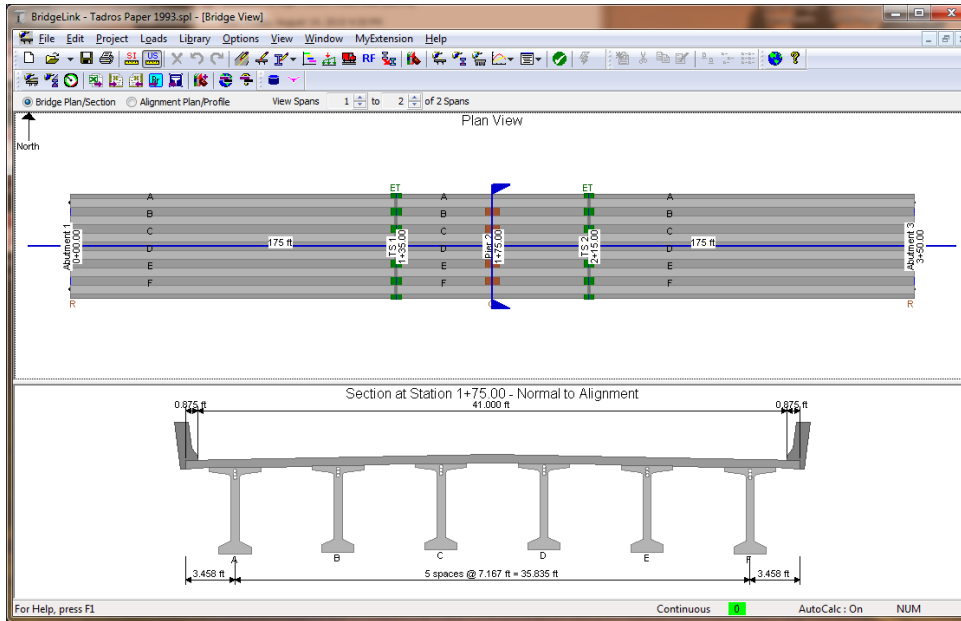 BridgeLink - Tadros Paper 1993.spl - [Bridge View]
File Edit Project Loads Library Options View Window MyExtension Help
SI US RF
Bridge Plan/Section Alignment Plan/Profile View Spans 1 to 2 of 2 Spans
Plan View
North
ET ET
A A A
B B B
C C C
175 ft D D D 175 ft
E E E
F F F
Abutment 1
0+00.00
TS 1
1+35.00
Pier 2
1+75.00
TS 2
2+15.00
Abutment 3
3+50.00
R C R
Section at Station 1+75.00 - Normal to Alignment
0.875 ft 41.000 ft 0.875 ft
A B C D E F
3.458 ft 5 spaces @ 7.167 ft = 35.835 ft 3.458 ft
For Help, press F1 Continuous 0 AutoCalc : On NUM